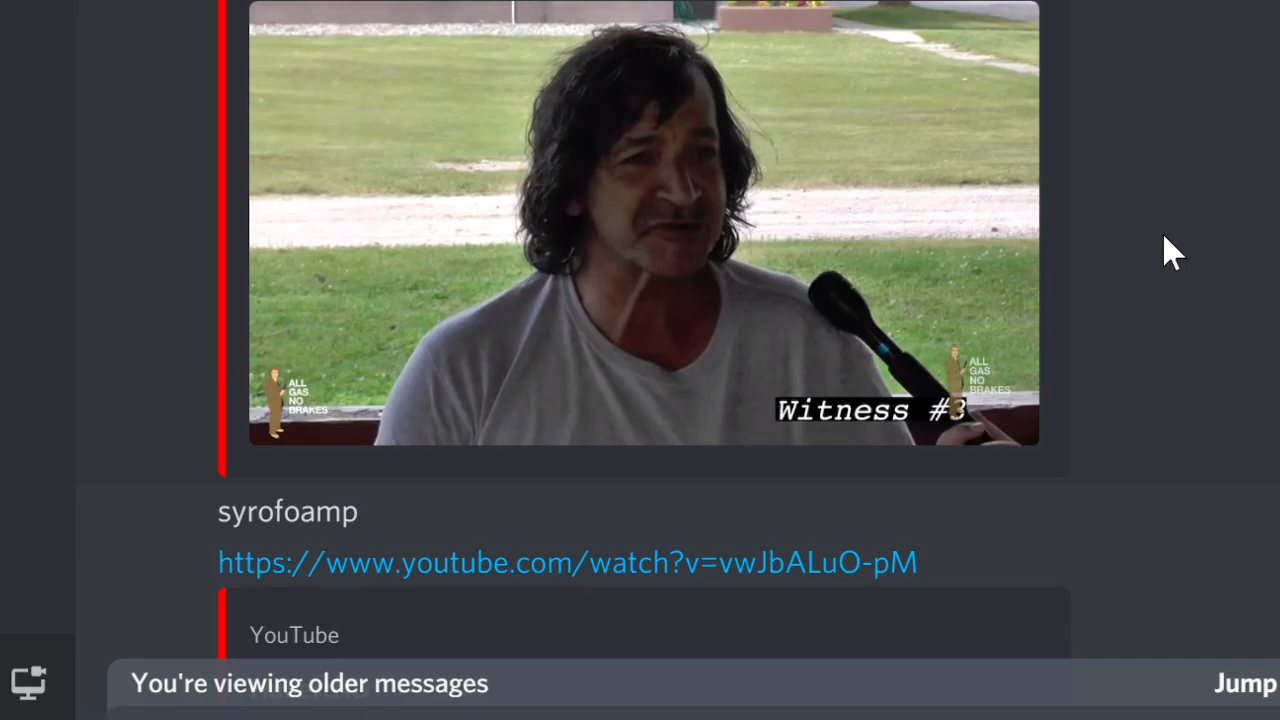 ALL
GAS
NO
BRAKES
ALL
GAS
NO
BRAKES
Witness #3
syrofoamp
https://www.youtube.com/watch?v=vwJbALuO-pM
YouTube
You're viewing older messages
Jump